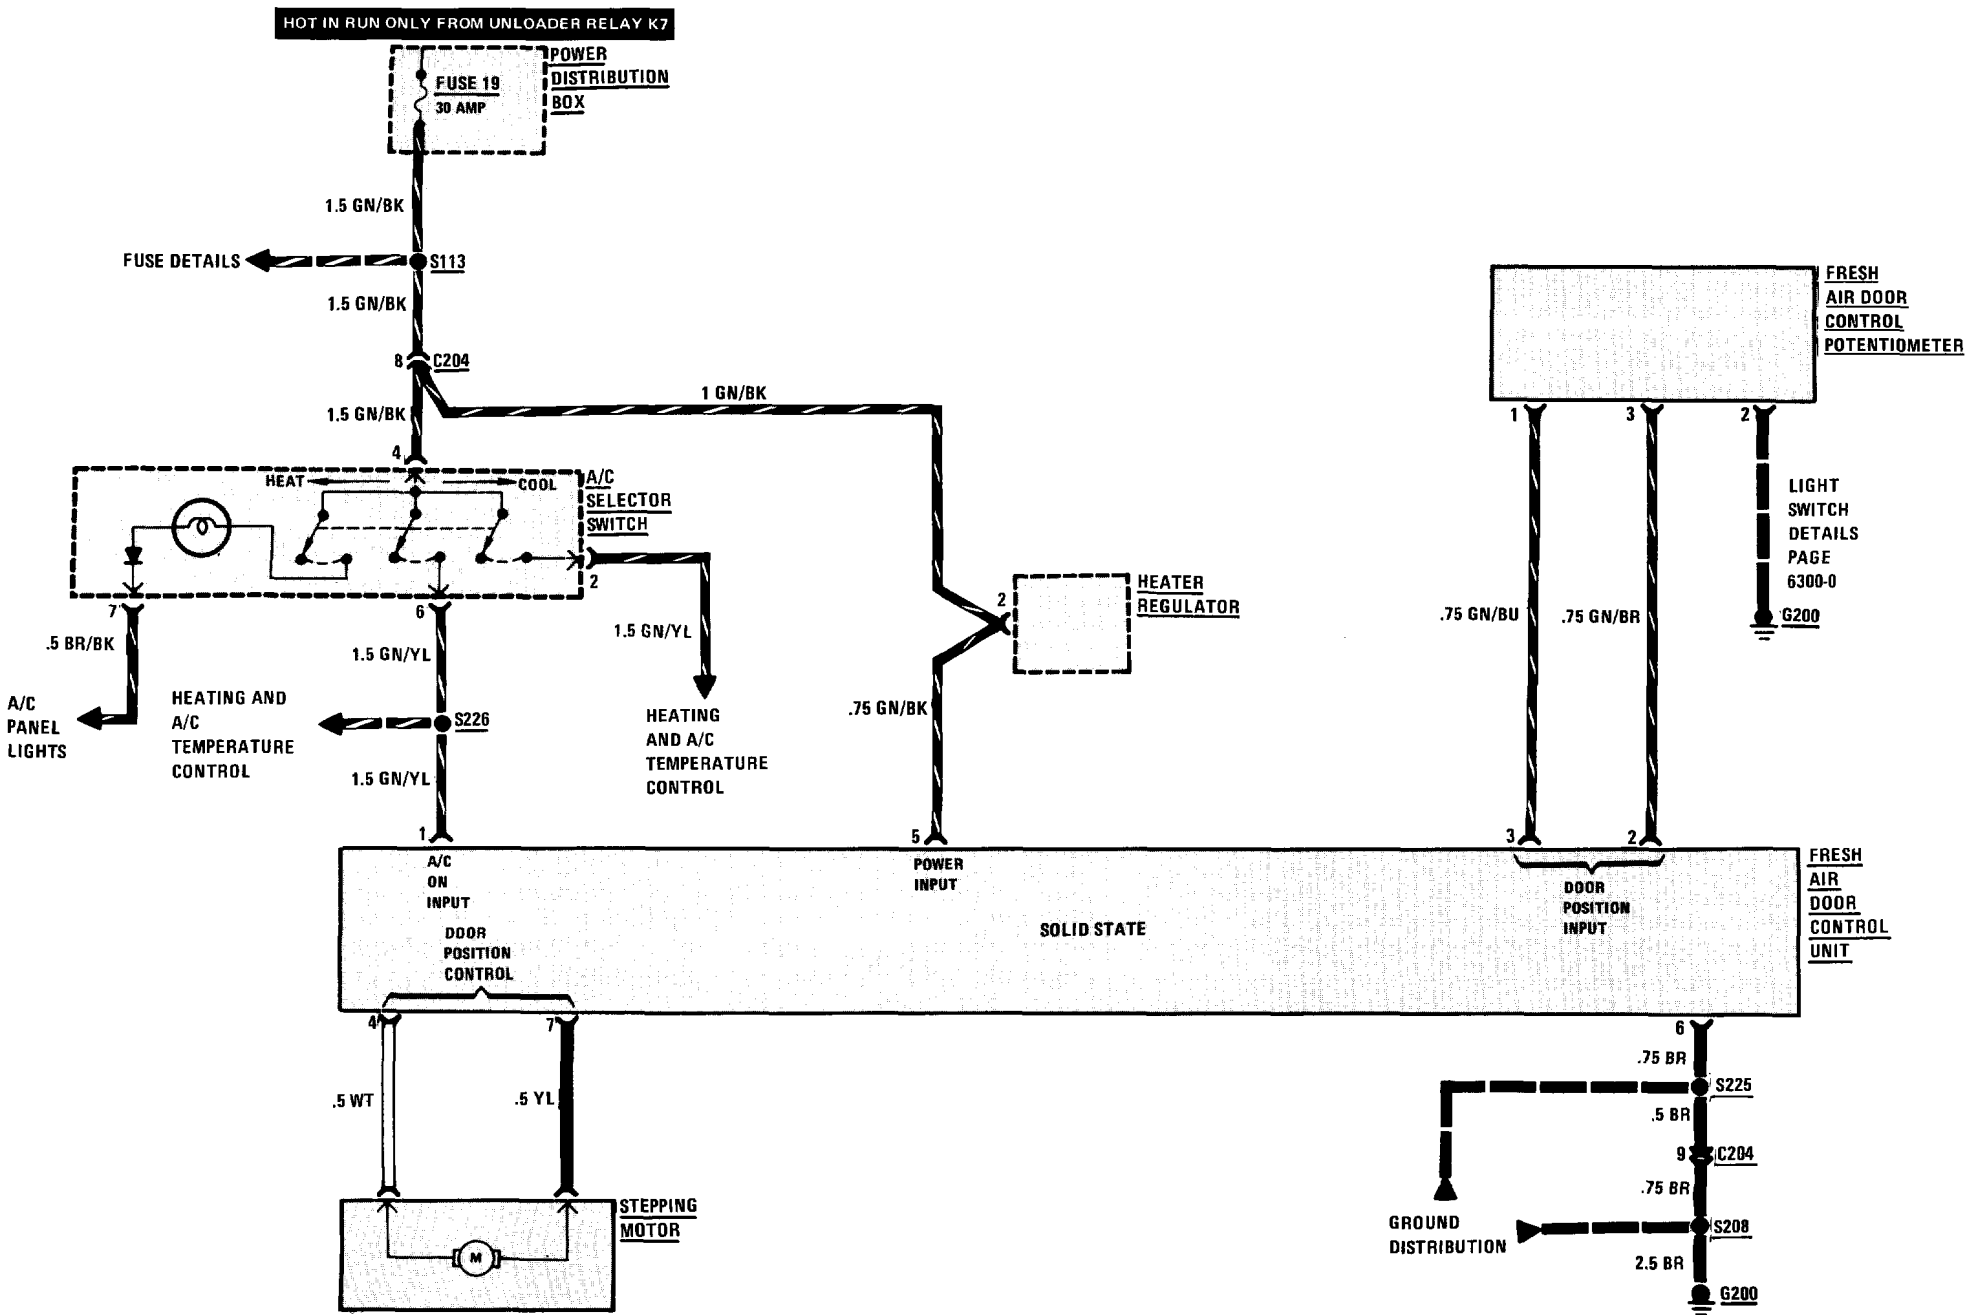 HOT IN RUN ONLY FROM UNLOADER RELAY K7
POWER
DISTRIBUTION
BOX
FUSE 19
30 AMP
1.5 GN/BK
FUSE DETAILS
S113
1.5 GN/BK
8
C204
1.5 GN/BK
1 GN/BK
4
HEAT
COOL
A/C
SELECTOR
SWITCH
2
7
6
.5 BR/BK
A/C
PANEL
LIGHTS
1.5 GN/YL
HEATING AND
A/C
TEMPERATURE
CONTROL
S226
1.5 GN/YL
1.5 GN/YL
HEATING
AND A/C
TEMPERATURE
CONTROL
2
HEATER
REGULATOR
.75 GN/BK
FRESH
AIR DOOR
CONTROL
POTENTIOMETER
1
3
2
.75 GN/BU
.75 GN/BR
LIGHT
SWITCH
DETAILS
PAGE
6300-0
G200
1
5
3
2
A/C
ON
INPUT
POWER
INPUT
DOOR
POSITION
INPUT
SOLID STATE
DOOR
POSITION
CONTROL
FRESH
AIR
DOOR
CONTROL
UNIT
4
7
6
.5 WT
.5 YL
STEPPING
MOTOR
M
.75 BR
S225
.5 BR
9
C204
.75 BR
GROUND
DISTRIBUTION
S208
2.5 BR
G200